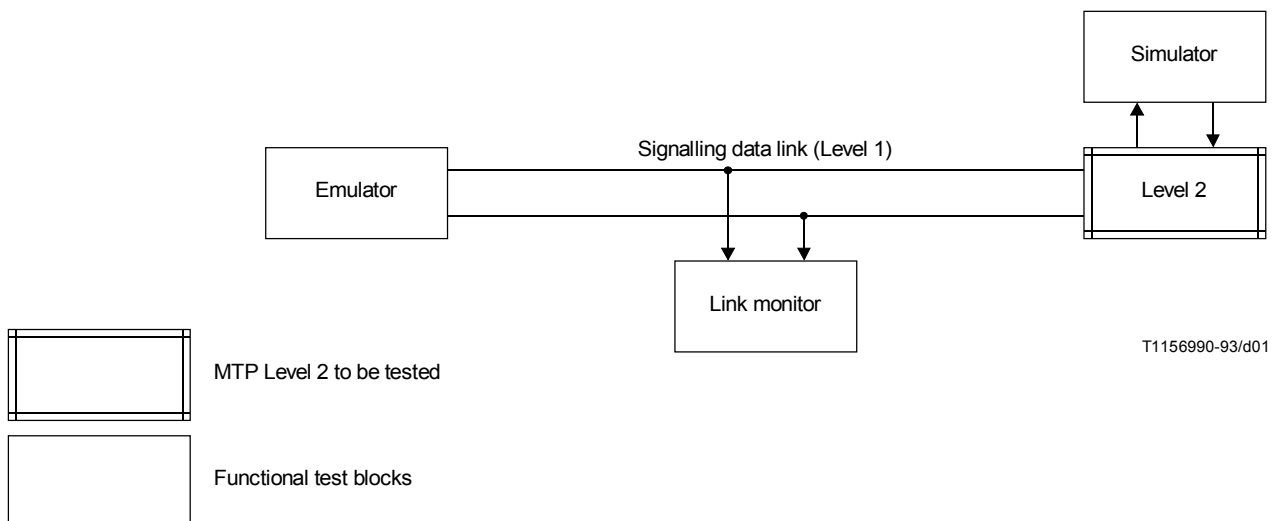 Simulator
Signalling data link (Level 1)
Emulator
Level 2
Link monitor
T1156990-93/d01
MTP Level 2 to be tested
Functional test blocks